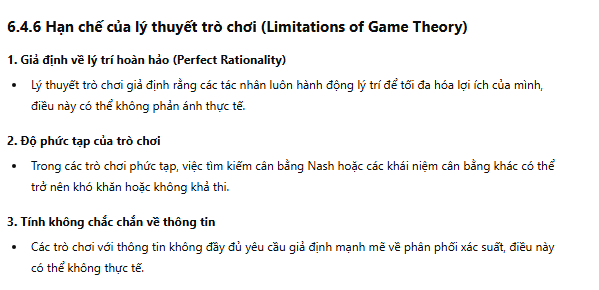 6.4.6 Hạn chế của lý thuyết trò chơi (Limitations of Game Theory)
1. Giả định về lý trí hoàn hảo (Perfect Rationality)
• Lý thuyết trò chơi giả định rằng các tác nhân luôn hành động lý trí để tối đa hóa lợi ích của mình,
điều này có thể không phản ánh thực tế.
2. Độ phức tạp của trò chơi
• Trong các trò chơi phức tạp, việc tìm kiếm cân bằng Nash hoặc các khái niệm cân bằng khác có thể
trở nên khó khăn hoặc không khả thi.
3. Tính không chắc chắn về thông tin
• Các trò chơi với thông tin không đầy đủ yêu cầu giả định mạnh mẽ về phân phối xác suất, điều này
có thể không thực tế.